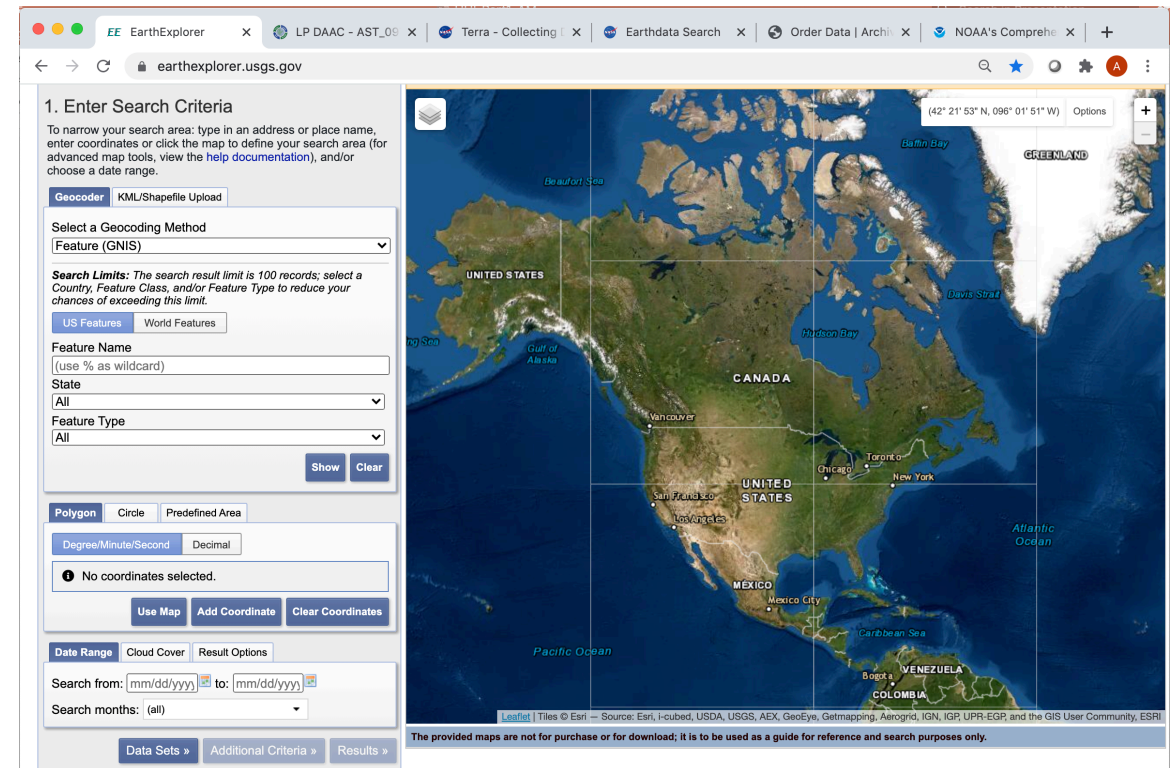 EE EarthExplorer
LP DAAC - AST_09
Terra - Collecting D
Earthdata Search
Order Data | Archiv
NOAA's Comprehe
earthexplorer.usgs.gov
A
1. Enter Search Criteria
To narrow your search area: type in an address or place name,
enter coordinates or click the map to define your search area (for
advanced map tools, view the help documentation), and/or
choose a date range.
Geocoder KML/Shapefile Upload
Select a Geocoding Method
Feature (GNIS)
Search Limits: The search result limit is 100 records; select a
Country, Feature Class, and/or Feature Type to reduce your
chances of exceeding this limit.
US Features World Features
Feature Name
(use % as wildcard)
State
All
Feature Type
All
Show Clear
Polygon Circle Predefined Area
Degree/Minute/Second Decimal
No coordinates selected.
Use Map Add Coordinate Clear Coordinates
Date Range Cloud Cover Result Options
Search from: mm/dd/yyyy to: mm/dd/yyyy
Search months: (all)
Data Sets » Additional Criteria » Results »
(42° 21' 53" N, 096° 01' 51" W) Options
+
−
Baffin Bay
GREENLAND
Beaufort Sea
UNITED STATES
Davis Strait
Hudson Bay
ng Sea
Gulf of
Alaska
CANADA
Vancouver
Toronto
Chicago
New York
UNITED
STATES
San Francisco
Los Angeles
Atlantic
Ocean
MÉXICO
Mexico City
Caribbean Sea
Pacific Ocean
VENEZUELA
Bogota
COLOMBIA
Leaflet | Tiles © Esri — Source: Esri, i-cubed, USDA, USGS, AEX, GeoEye, Getmapping, Aerogrid, IGN, IGP, UPR-EGP, and the GIS User Community, ESRI
The provided maps are not for purchase or for download; it is to be used as a guide for reference and search purposes only.